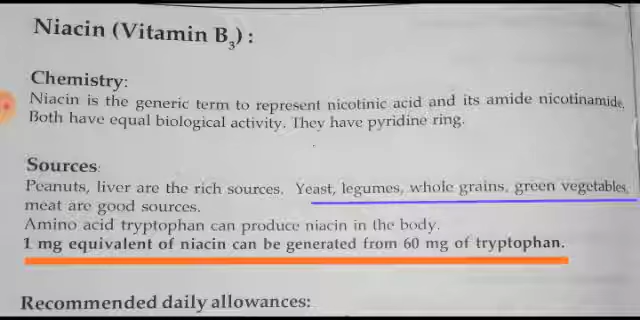 Niacin (Vitamin B₃) :
Chemistry:
Niacin is the generic term to represent nicotinic acid and its amide nicotinamide.
Both have equal biological activity. They have pyridine ring.
Sources:
Peanuts, liver are the rich sources. Yeast, legumes, whole grains, green vegetables,
meat are good sources.
Amino acid tryptophan can produce niacin in the body.
1 mg equivalent of niacin can be generated from 60 mg of tryptophan.
Recommended daily allowances: